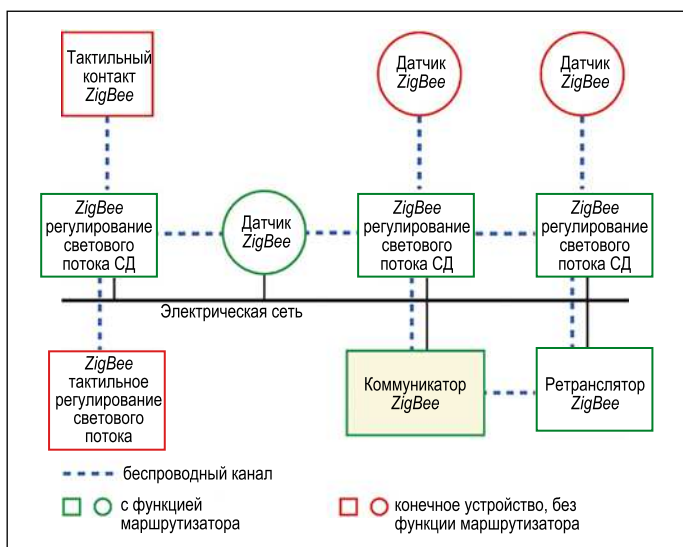 Тактильный
контакт
ZigBee
Датчик
ZigBee
Датчик
ZigBee
ZigBee
регулирование
светового
потока СД
Датчик
ZigBee
ZigBee
регулирование
светового
потока СД
ZigBee
регулирование
светового
потока СД
Электрическая сеть
ZigBee
тактильное
регулирование
светового
потока
Коммуникатор
ZigBee
Ретранслятор
ZigBee
беспроводный канал
с функцией
маршрутизатора
конечное устройство, без
функции маршрутизатора